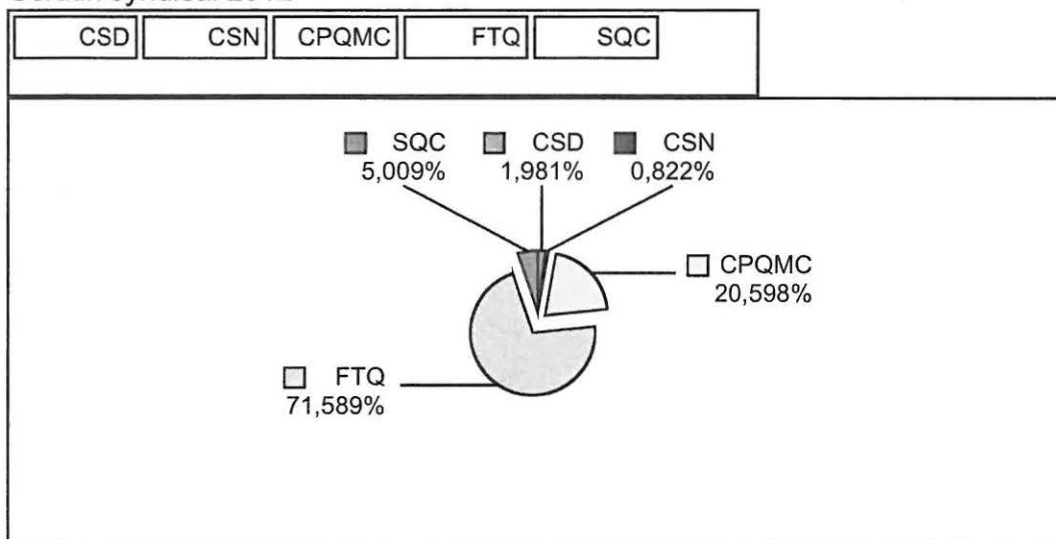 CSD CSN CPQMC FTQ SQC
SQC CSD CSN
5,009% 1,981% 0,822%
CPQMC
20,598%
FTQ
71,589%